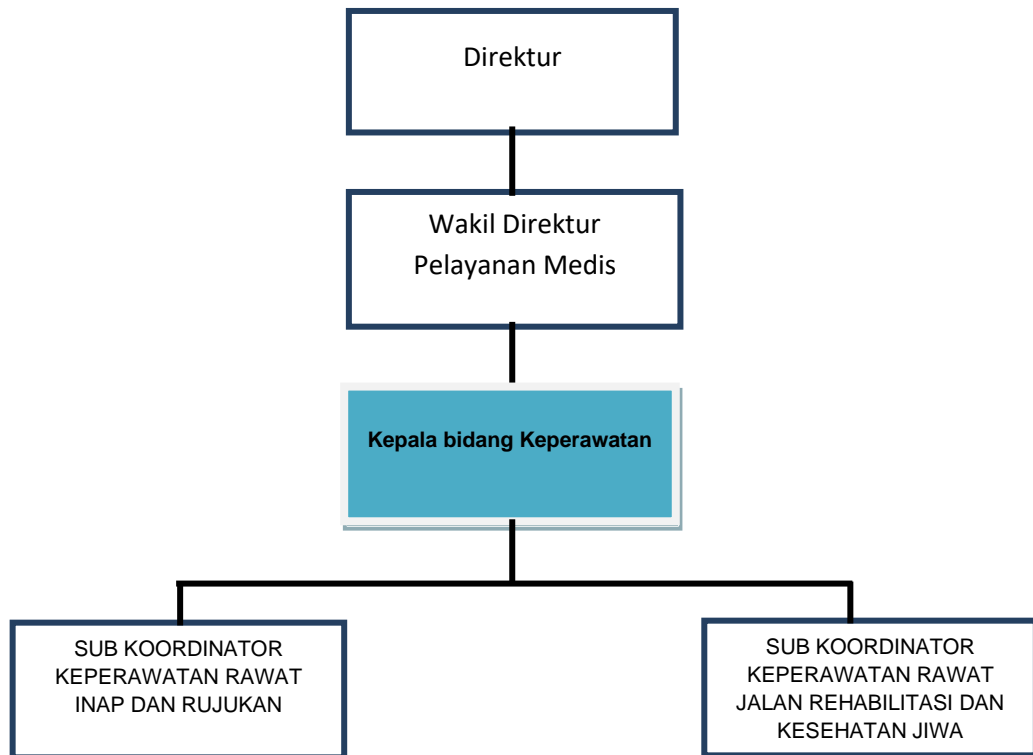 Direktur
Wakil Direktur
Pelayanan Medis
Kepala bidang Keperawatan
SUB KOORDINATOR
KEPERAWATAN RAWAT
INAP DAN RUJUKAN
SUB KOORDINATOR
KEPERAWATAN RAWAT
JALAN REHABILITASI DAN
KESEHATAN JIWA